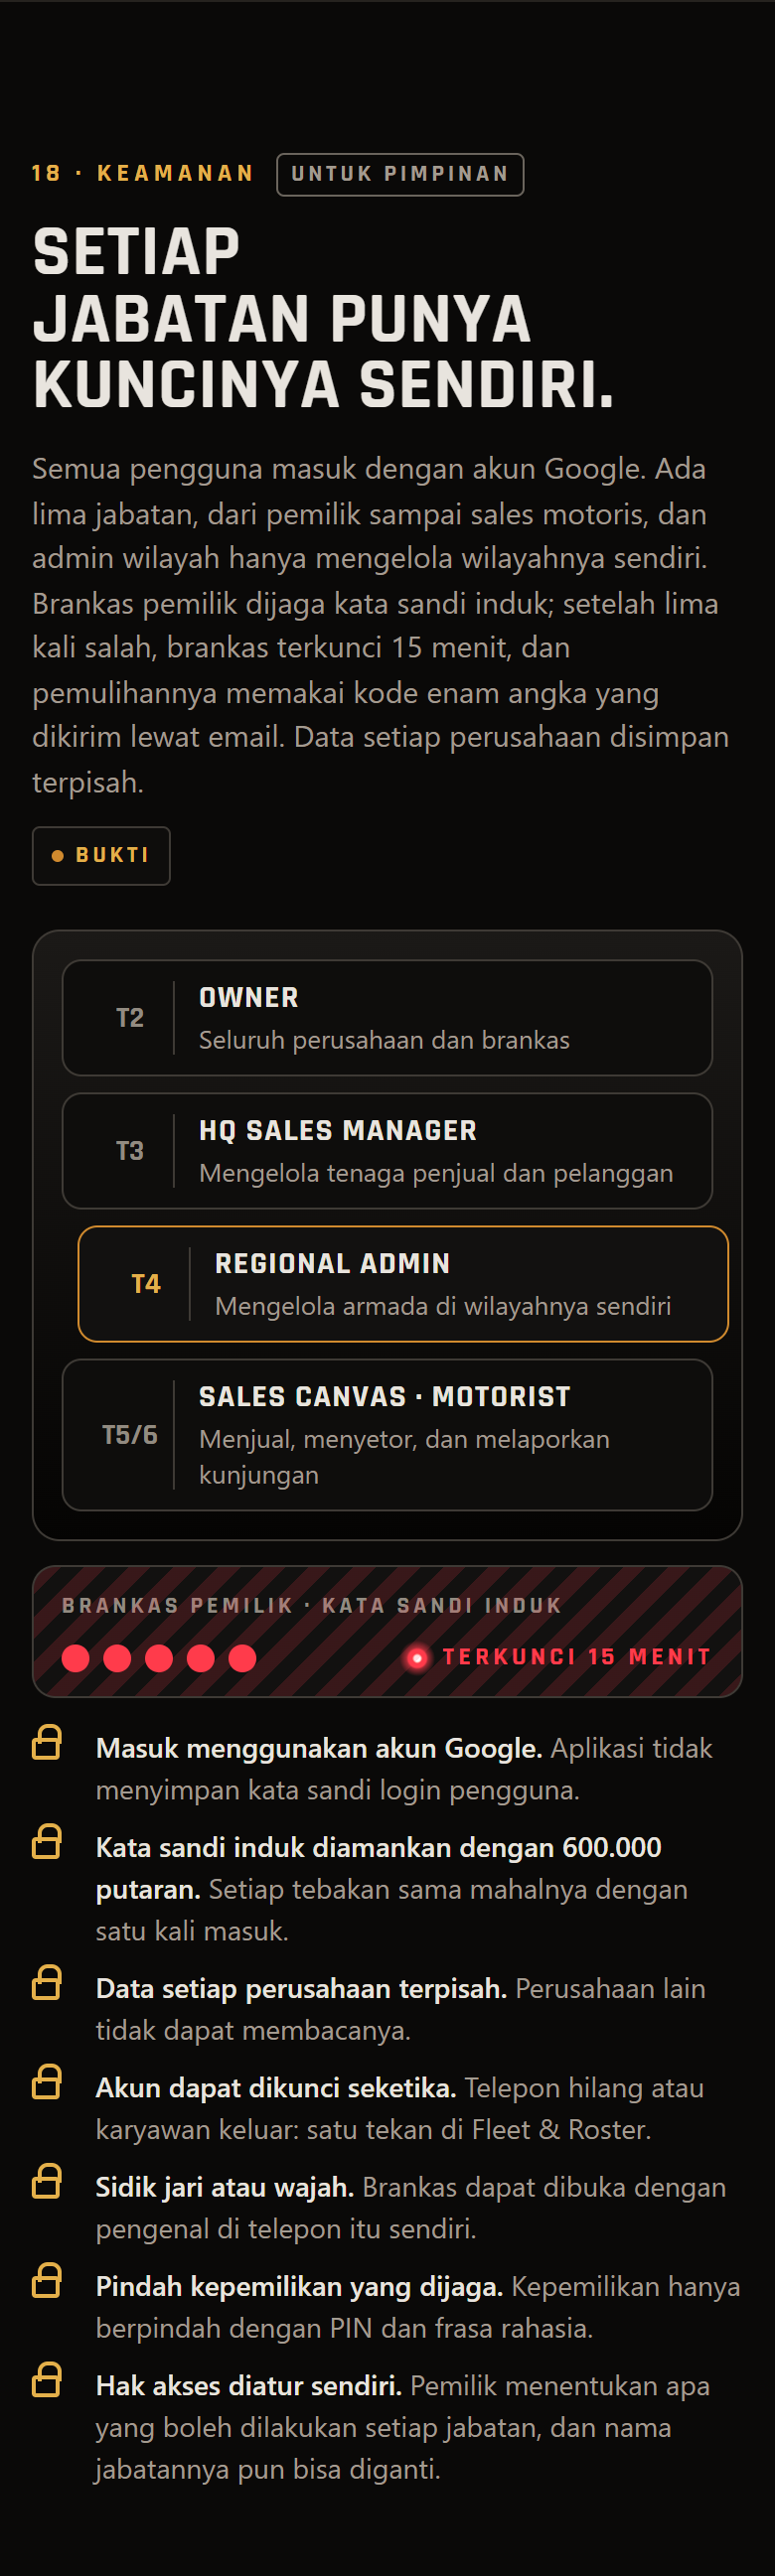 18 · KEAMANAN UNTUK PIMPINAN
SETIAP
JABATAN PUNYA
KUNCINYA SENDIRI.
Semua pengguna masuk dengan akun Google. Ada
lima jabatan, dari pemilik sampai sales motoris, dan
admin wilayah hanya mengelola wilayahnya sendiri.
Brankas pemilik dijaga kata sandi induk; setelah lima
kali salah, brankas terkunci 15 menit, dan
pemulihannya memakai kode enam angka yang
dikirim lewat email. Data setiap perusahaan disimpan
terpisah.
BUKTI
T2
OWNER
Seluruh perusahaan dan brankas
T3
HQ SALES MANAGER
Mengelola tenaga penjual dan pelanggan
T4
REGIONAL ADMIN
Mengelola armada di wilayahnya sendiri
T5/6
SALES CANVAS · MOTORIST
Menjual, menyetor, dan melaporkan
kunjungan
BRANKAS PEMILIK · KATA SANDI INDUK
TERKUNCI 15 MENIT
Masuk menggunakan akun Google. Aplikasi tidak
menyimpan kata sandi login pengguna.
Kata sandi induk diamankan dengan 600.000
putaran. Setiap tebakan sama mahalnya dengan
satu kali masuk.
Data setiap perusahaan terpisah. Perusahaan lain
tidak dapat membacanya.
Akun dapat dikunci seketika. Telepon hilang atau
karyawan keluar: satu tekan di Fleet & Roster.
Sidik jari atau wajah. Brankas dapat dibuka dengan
pengenal di telepon itu sendiri.
Pindah kepemilikan yang dijaga. Kepemilikan hanya
berpindah dengan PIN dan frasa rahasia.
Hak akses diatur sendiri. Pemilik menentukan apa
yang boleh dilakukan setiap jabatan, dan nama
jabatannya pun bisa diganti.